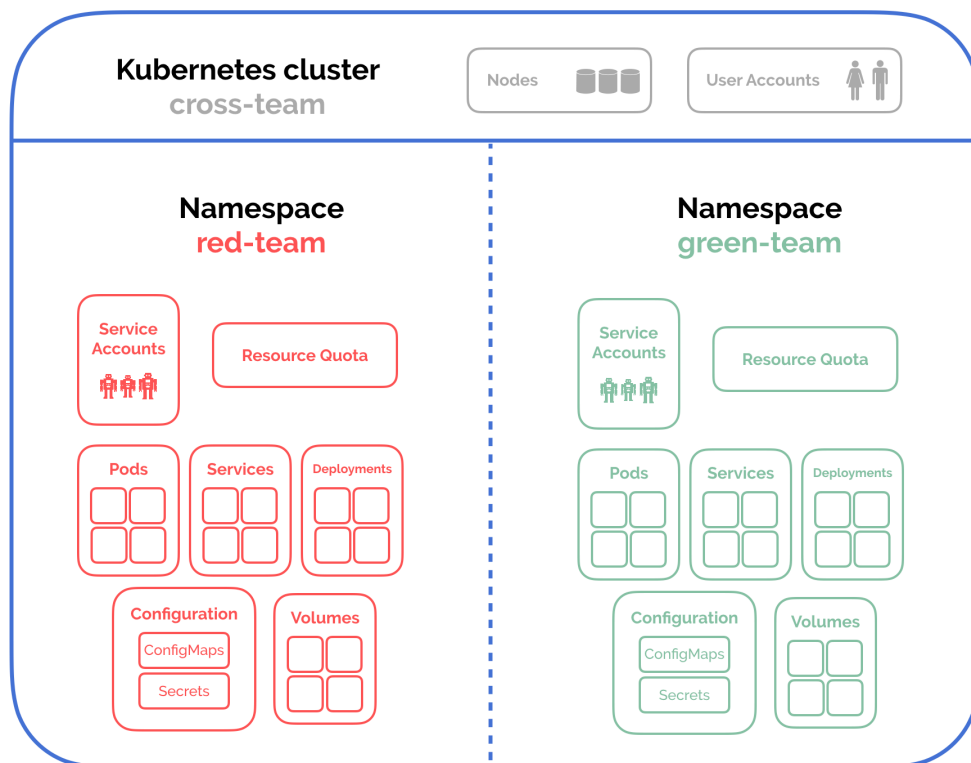 Kubernetes cluster
cross-team
Nodes
User Accounts
Namespace
red-team
Service
Accounts
Resource Quota
Pods
Services
Deployments
Configuration
ConfigMaps
Secrets
Volumes
Namespace
green-team
Service
Accounts
Resource Quota
Pods
Services
Deployments
Configuration
ConfigMaps
Secrets
Volumes